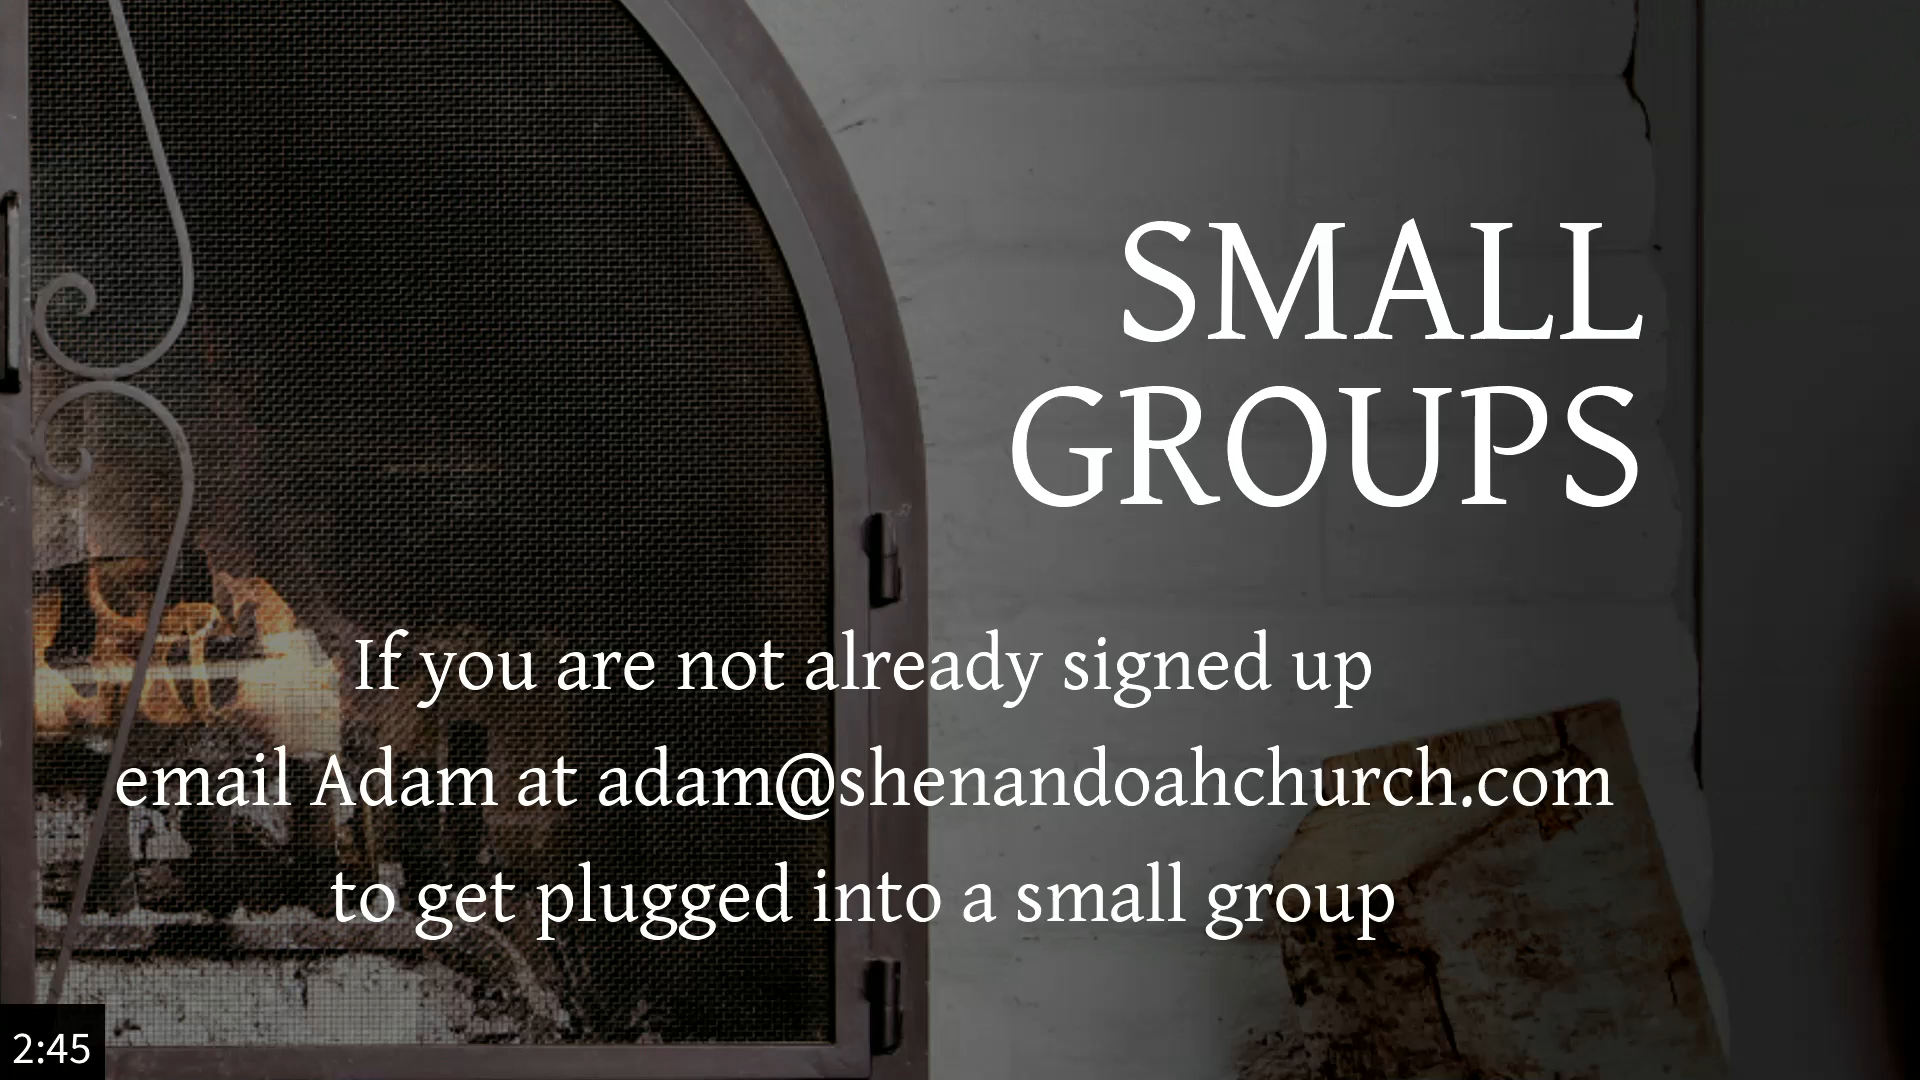 SMALL
GROUPS
If you are not already signed up
email Adam at adam@shenandoahchurch.com
to get plugged into a small group
2:45